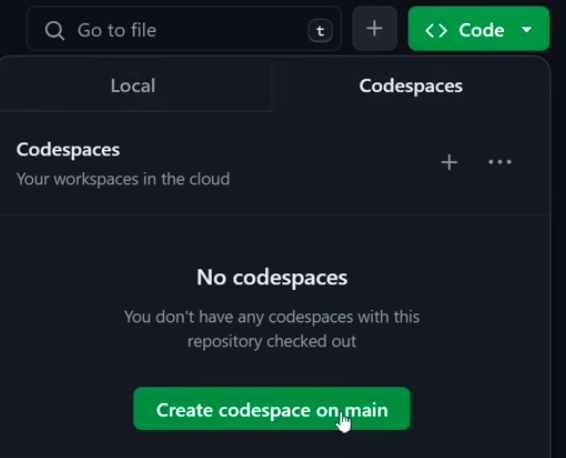 Go to file
t
+
<> Code
Local
Codespaces
Codespaces
Your workspaces in the cloud
+ ...
No codespaces
You don't have any codespaces with this
repository checked out
Create codespace on main